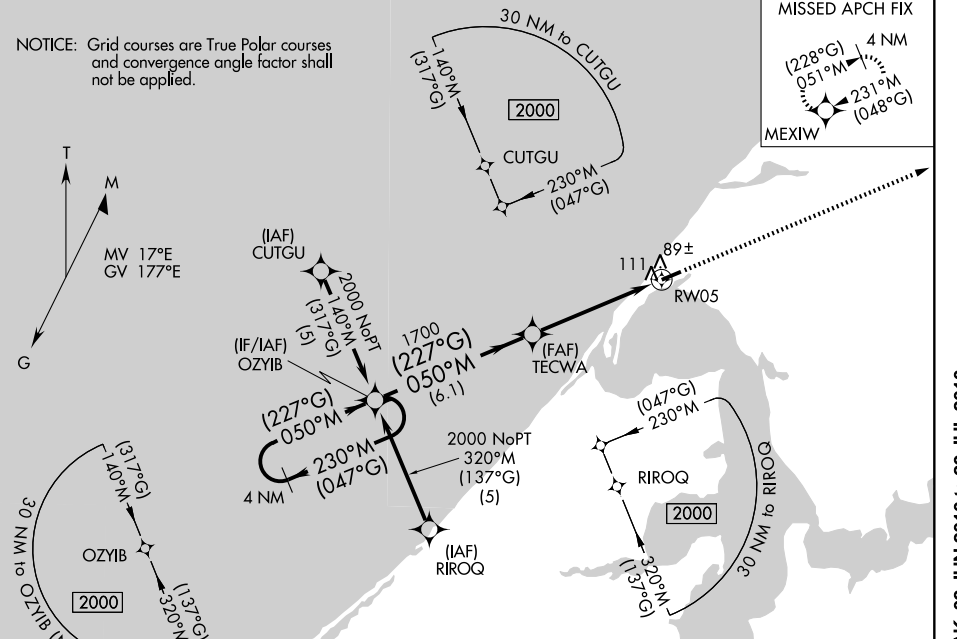 NOTICE: Grid courses are True Polar courses
and convergence angle factor shall
not be applied.
30 NM to CUTGU
140°M
(317°G)
2000
CUTGU
230°M
(047°G)
MISSED APCH FIX
(228°G)
051°M
4 NM
231°M
(048°G)
MEXIW
T
M
MV 17°E
GV 177°E
G
(IAF)
CUTGU
2000 NoPT
140°M
(317°G)
(5)
(IF/IAF)
OZYIB
1700
(227°G)
050°M
(6.1)
(FAF)
TECWA
111
89±
RW05
(227°G)
050°M
230°M
(047°G)
4 NM
2000 NoPT
320°M
(137°G)
(5)
(IAF)
RIROQ
(047°G)
230°M
RIROQ
2000
30 NM to RIROQ
320°M
(137°G)
(317°G)
140°M
OZYIB
2000
30 NM to OZYIB
(137°G)
320°M